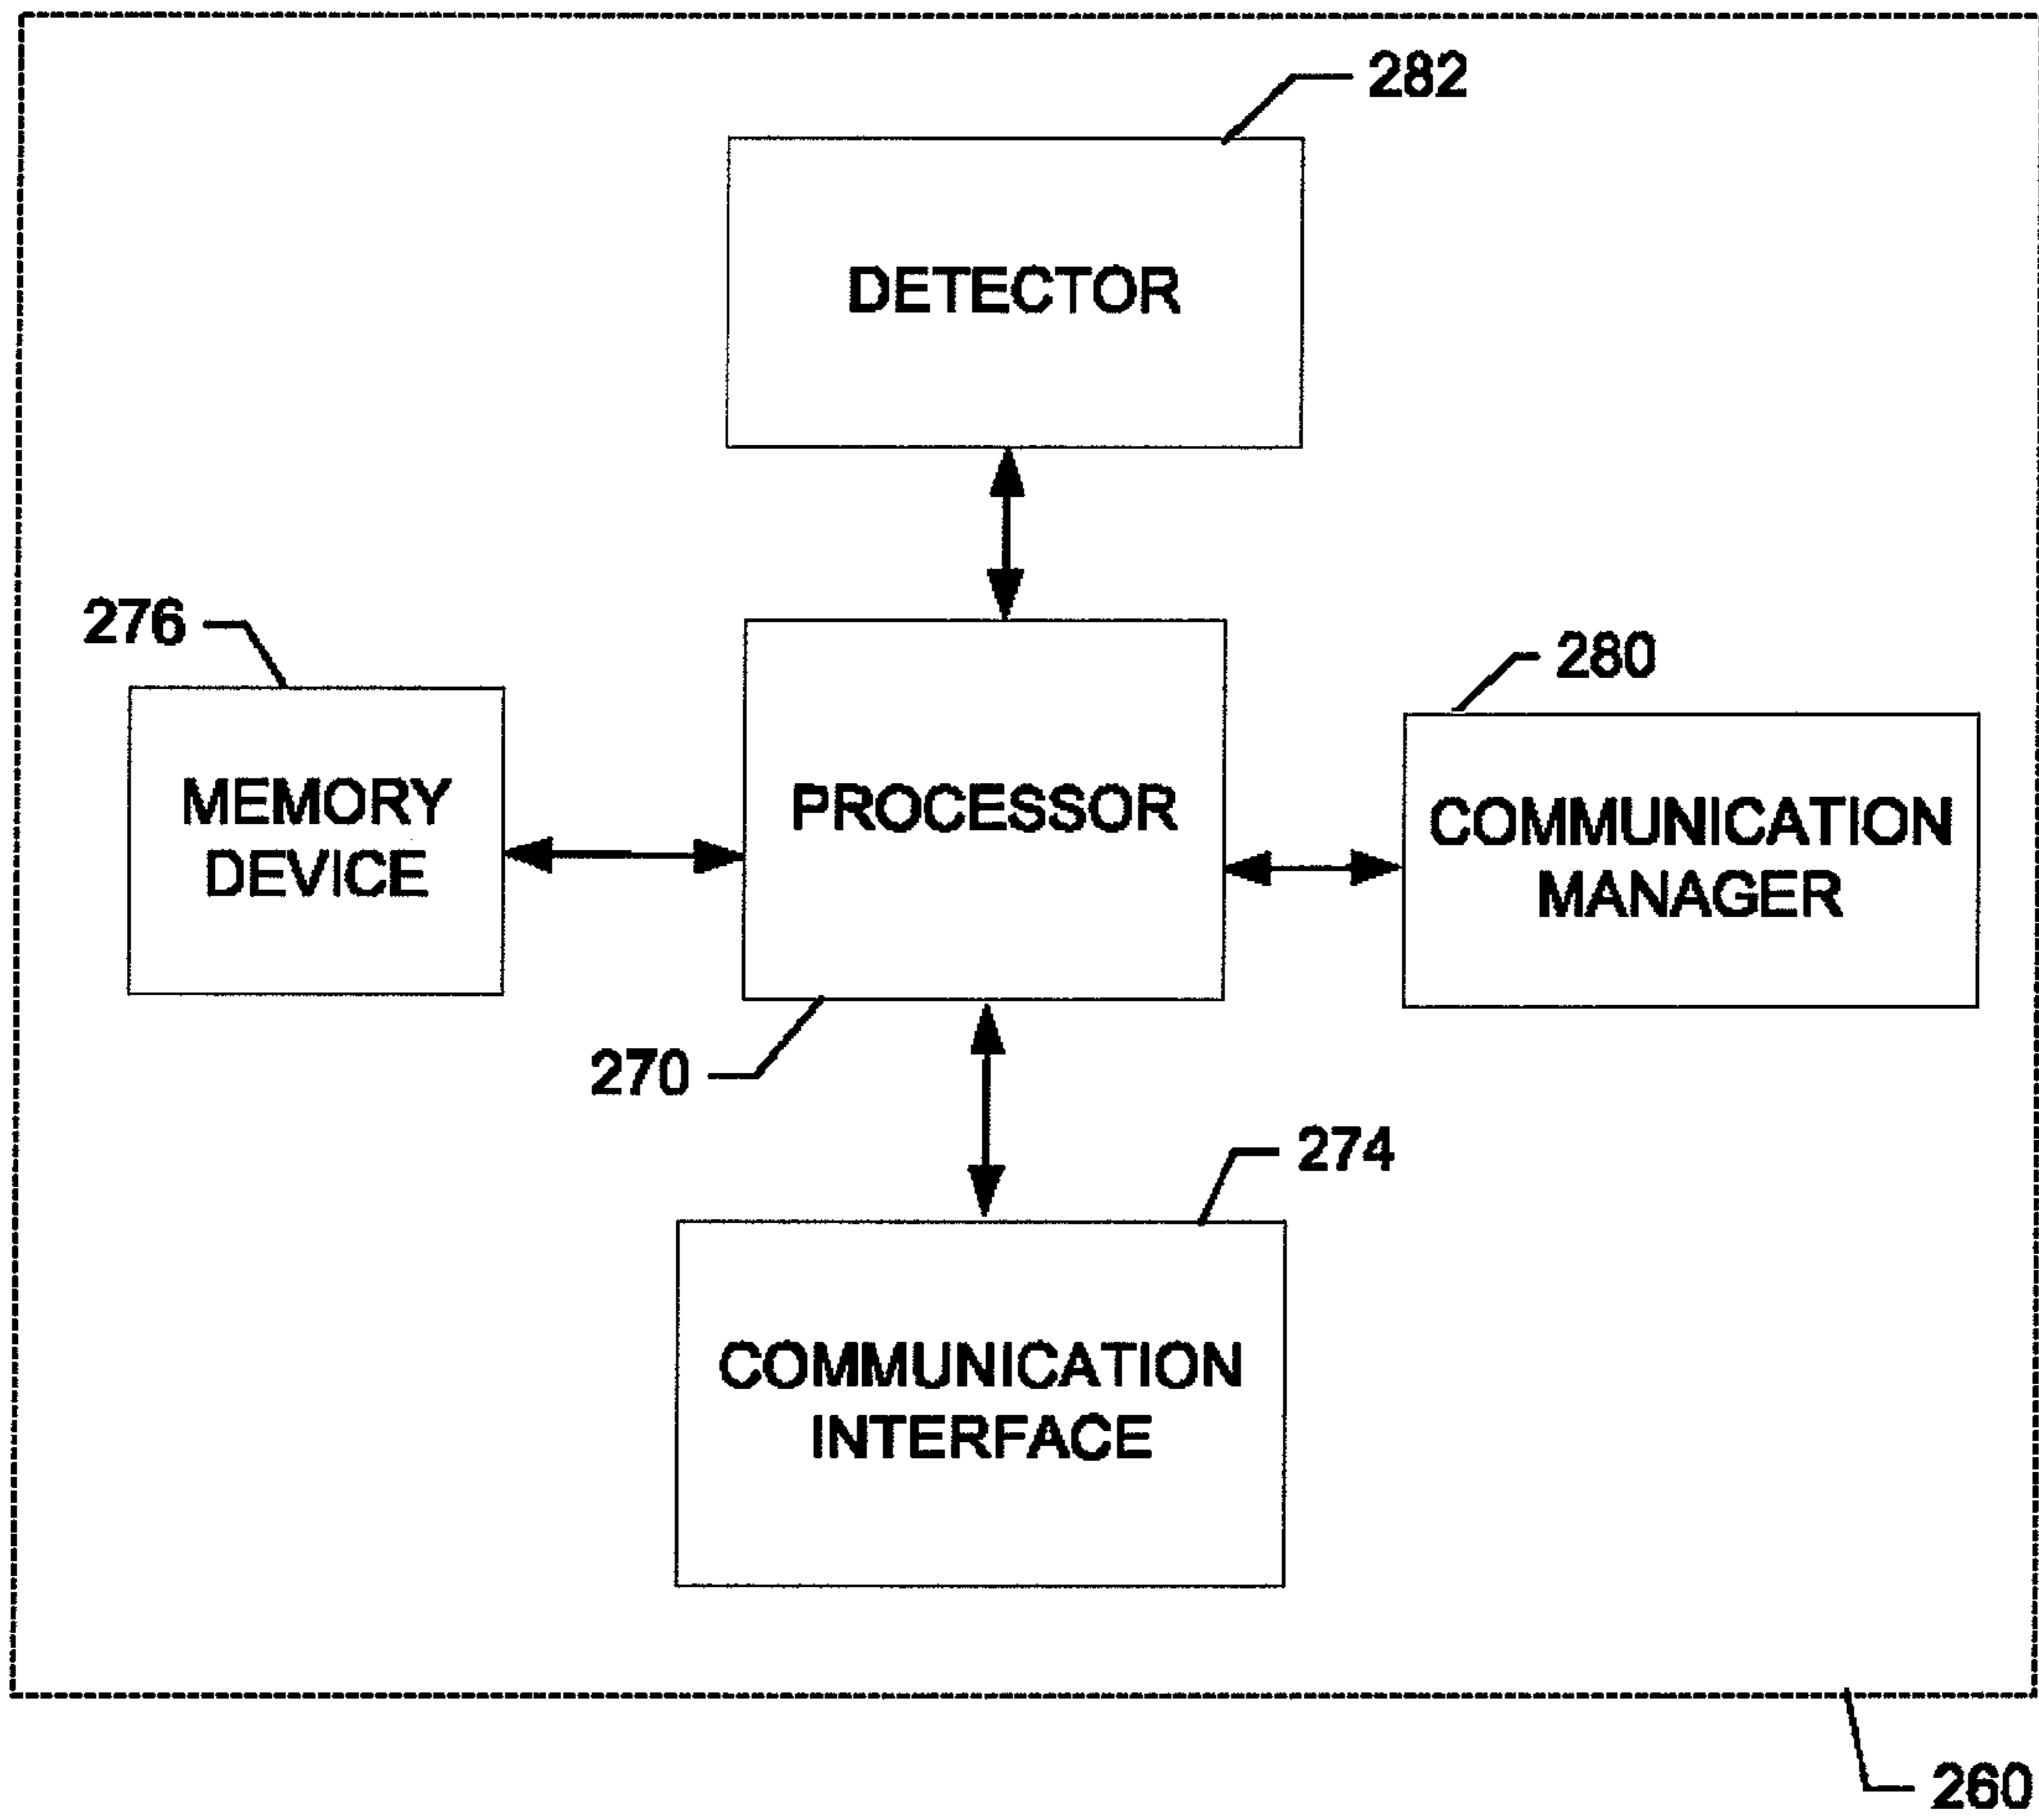 282
DETECTOR
276
280
MEMORY
DEVICE
PROCESSOR
COMMUNICATION
MANAGER
270
274
COMMUNICATION
INTERFACE
260